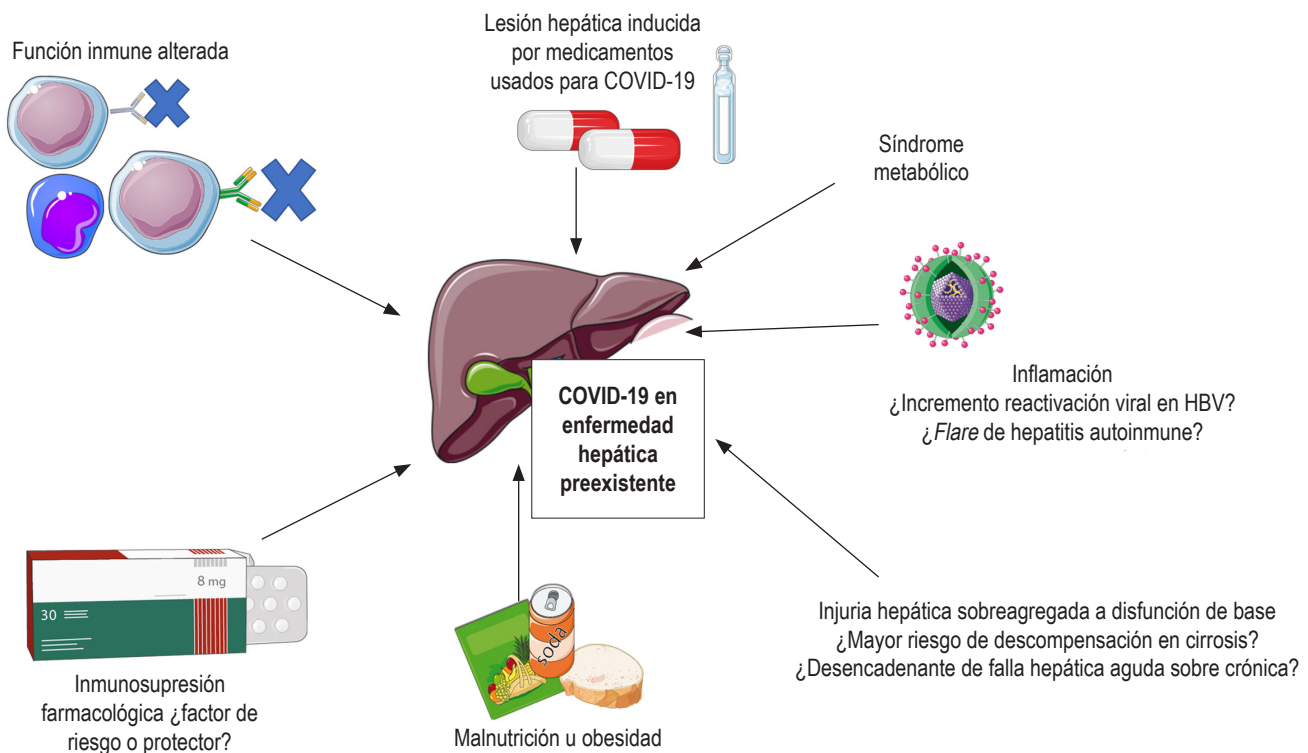 Función inmune alterada
Lesión hepática inducida
por medicamentos
usados para COVID-19
Síndrome
metabólico
Inflamación
¿Incremento reactivación viral en HBV?
¿Flare de hepatitis autoinmune?
COVID-19 en
enfermedad
hepática
preexistente
8 mg
30
Inmunosupresión
farmacológica ¿factor de
riesgo o protector?
soda
Malnutrición u obesidad
Injuria hepática sobreagregada a disfunción de base
¿Mayor riesgo de descompensación en cirrosis?
¿Desencadenante de falla hepática aguda sobre crónica?